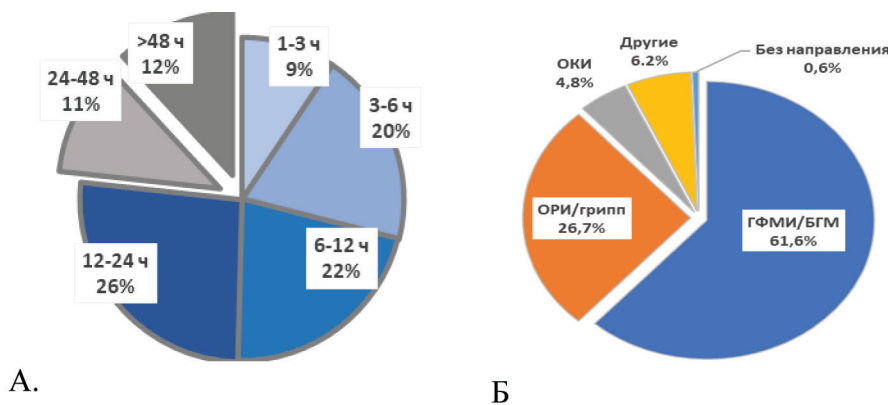 >48 ч
12%
1-3 ч
9%
24-48 ч
11%
3-6 ч
20%
12-24 ч
26%
6-12 ч
22%
А.
Другие
6.2%
Без направления
0,6%
ОКИ
4,8%
ОРИ/грипп
26,7%
ГФМИ/БГМ
61,6%
Б